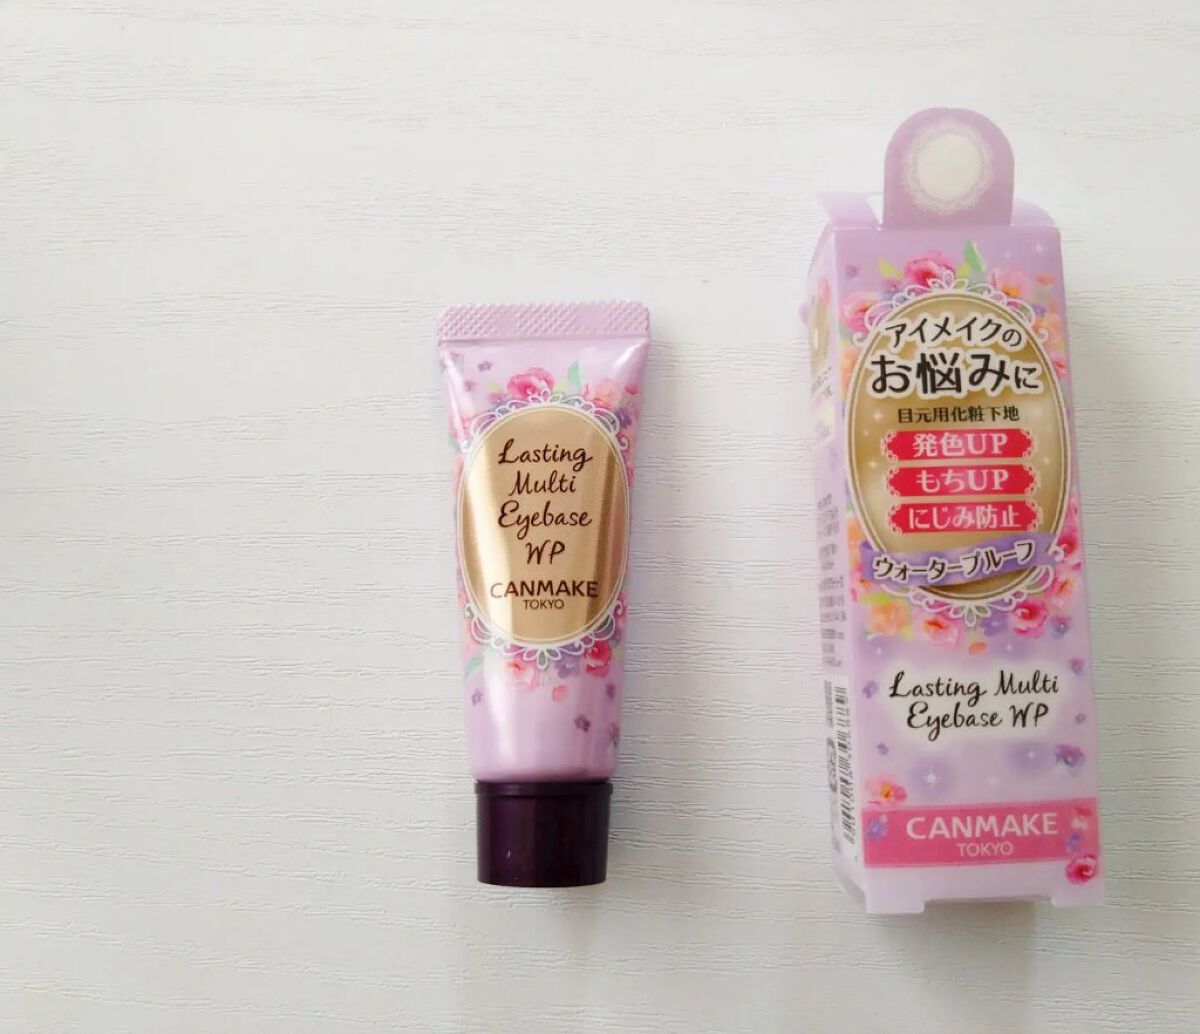 Lasting
Multi
Eyebase
WP
CANMAKE
TOKYO
アイメイクの
お悩みに
目元用化粧下地
発色UP
もちUP
にじみ防止
ウォータープルーフ
Lasting Multi
Eyebase WP
CANMAKE
TOKYO